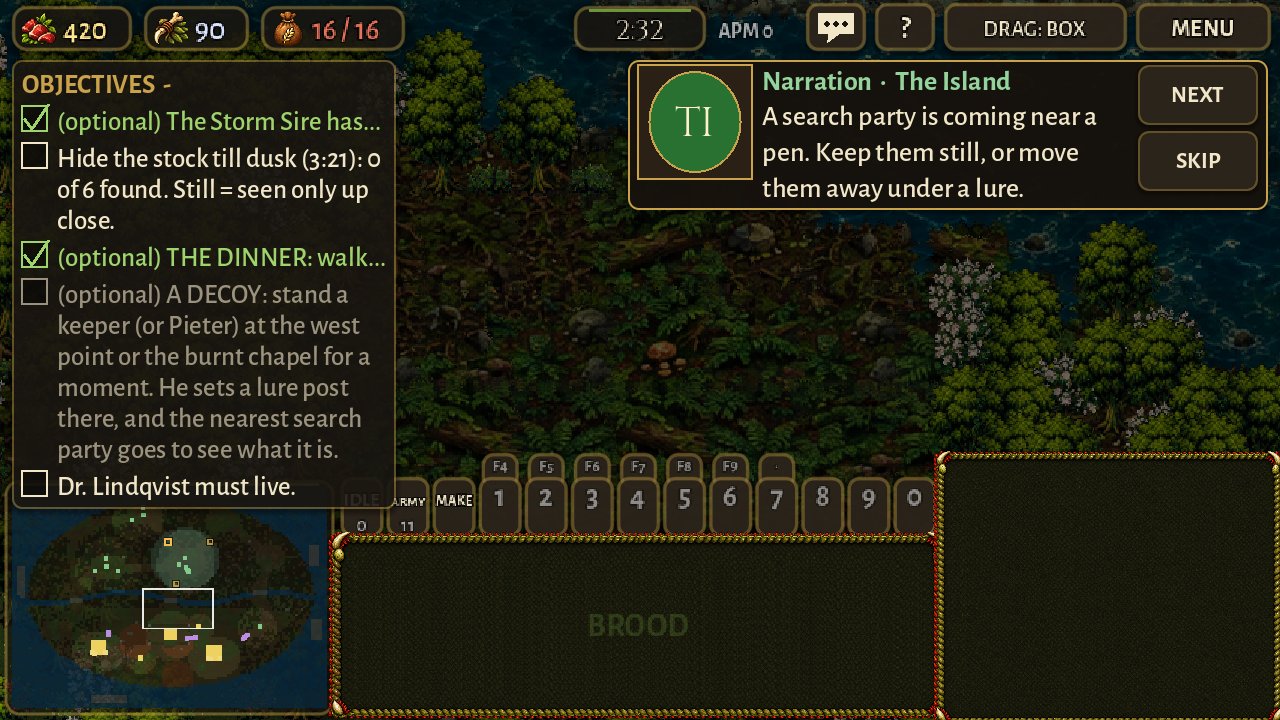 420
90
16/16
2:32
APM 0
?
DRAG: BOX
MENU
OBJECTIVES -
(optional) The Storm Sire has...
Hide the stock till dusk (3:21): 0
of 6 found. Still = seen only up
close.
(optional) THE DINNER: walk...
(optional) A DECOY: stand a
keeper (or Pieter) at the west
point or the burnt chapel for a
moment. He sets a lure post
there, and the nearest search
party goes to see what it is.
Dr. Lindqvist must live.
TI
Narration · The Island
A search party is coming near a
pen. Keep them still, or move
them away under a lure.
NEXT
SKIP
F4 F5 F6 F7 F8 F9
IDLE 0
ARMY 11
MAKE
1 2 3 4 5 6 7 8 9 0
BROOD